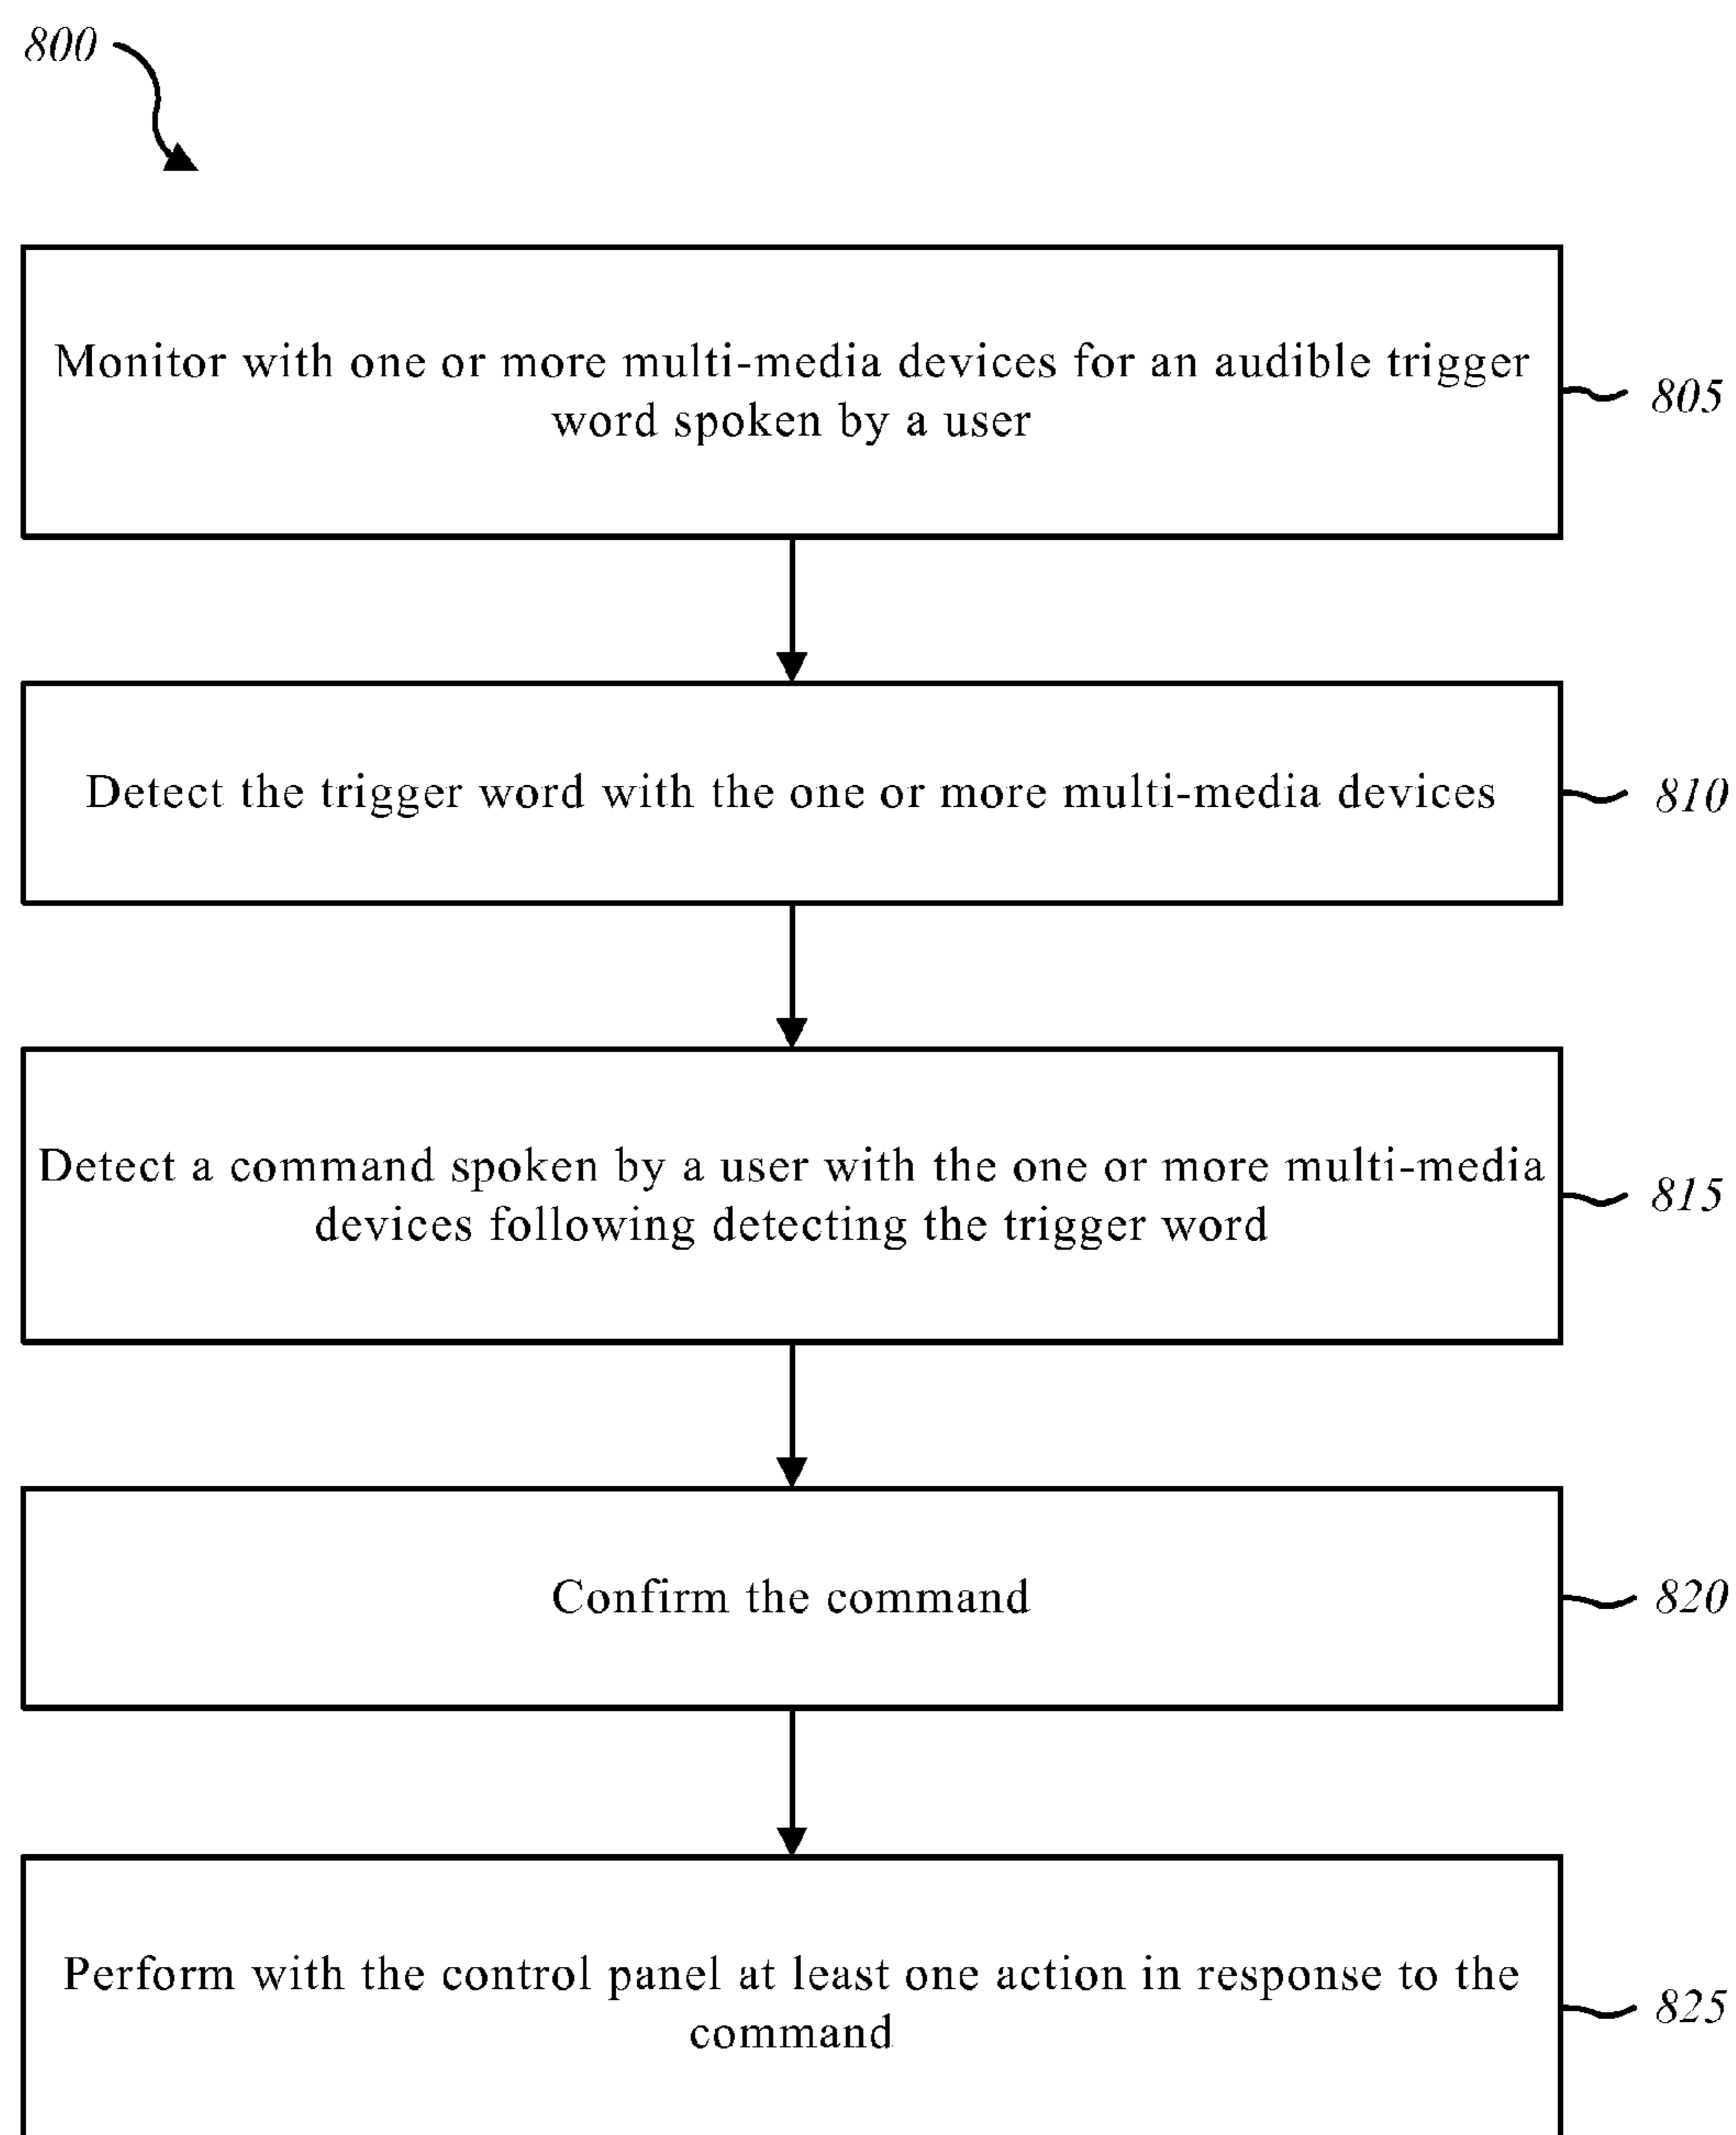 800
Monitor with one or more multi-media devices for an audible trigger
word spoken by a user
805
Detect the trigger word with the one or more multi-media devices
810
Detect a command spoken by a user with the one or more multi-media
devices following detecting the trigger word
815
Confirm the command
820
Perform with the control panel at least one action in response to the
command
825